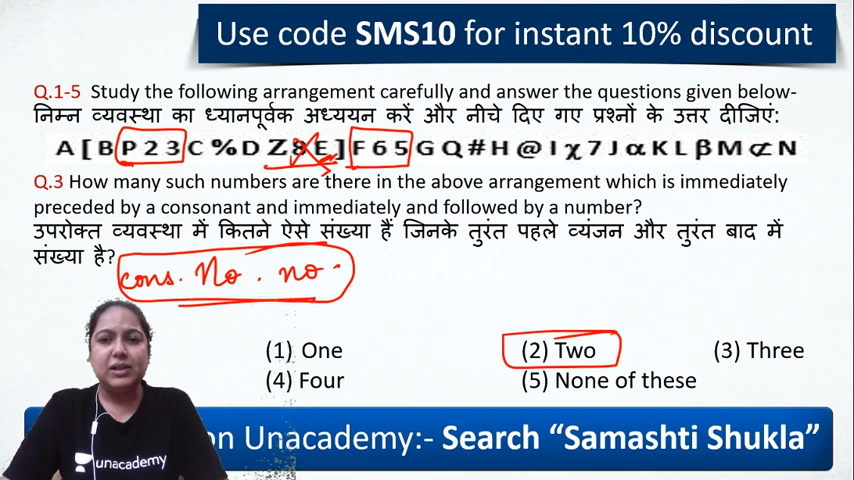 Use code SMS10 for instant 10% discount
Q.1-5 Study the following arrangement carefully and answer the questions given below-
निम्न व्यवस्था का ध्यानपूर्वक अध्ययन करें और नीचे दिए गए प्रश्नों के उत्तर दीजिएं:
A [ B P 2 3 C % D Z 8 E ] F 6 5 G Q # H @ I χ 7 J α K L β M ⊄ N
Q.3 How many such numbers are there in the above arrangement which is immediately
preceded by a consonant and immediately and followed by a number?
उपरोक्त व्यवस्था में कितने ऐसे संख्या हैं जिनके तुरंत पहले व्यंजन और तुरंत बाद में
संख्या है?
cons. No. no.
(1) One (2) Two (3) Three
(4) Four (5) None of these
on Unacademy:- Search “Samashti Shukla”
unacademy